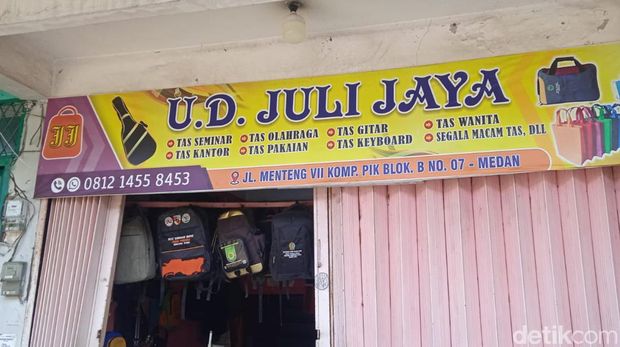 U.D. JULI JAYA
JJ
TAS SEMINAR TAS OLAHRAGA TAS GITAR TAS WANITA
TAS KANTOR TAS PAKAIAN TAS KEYBOARD SEGALA MACAM TAS, DLL
0812 1455 8453
JL. MENTENG VII KOMP. PIK BLOK. B NO. 07 - MEDAN
detikcom